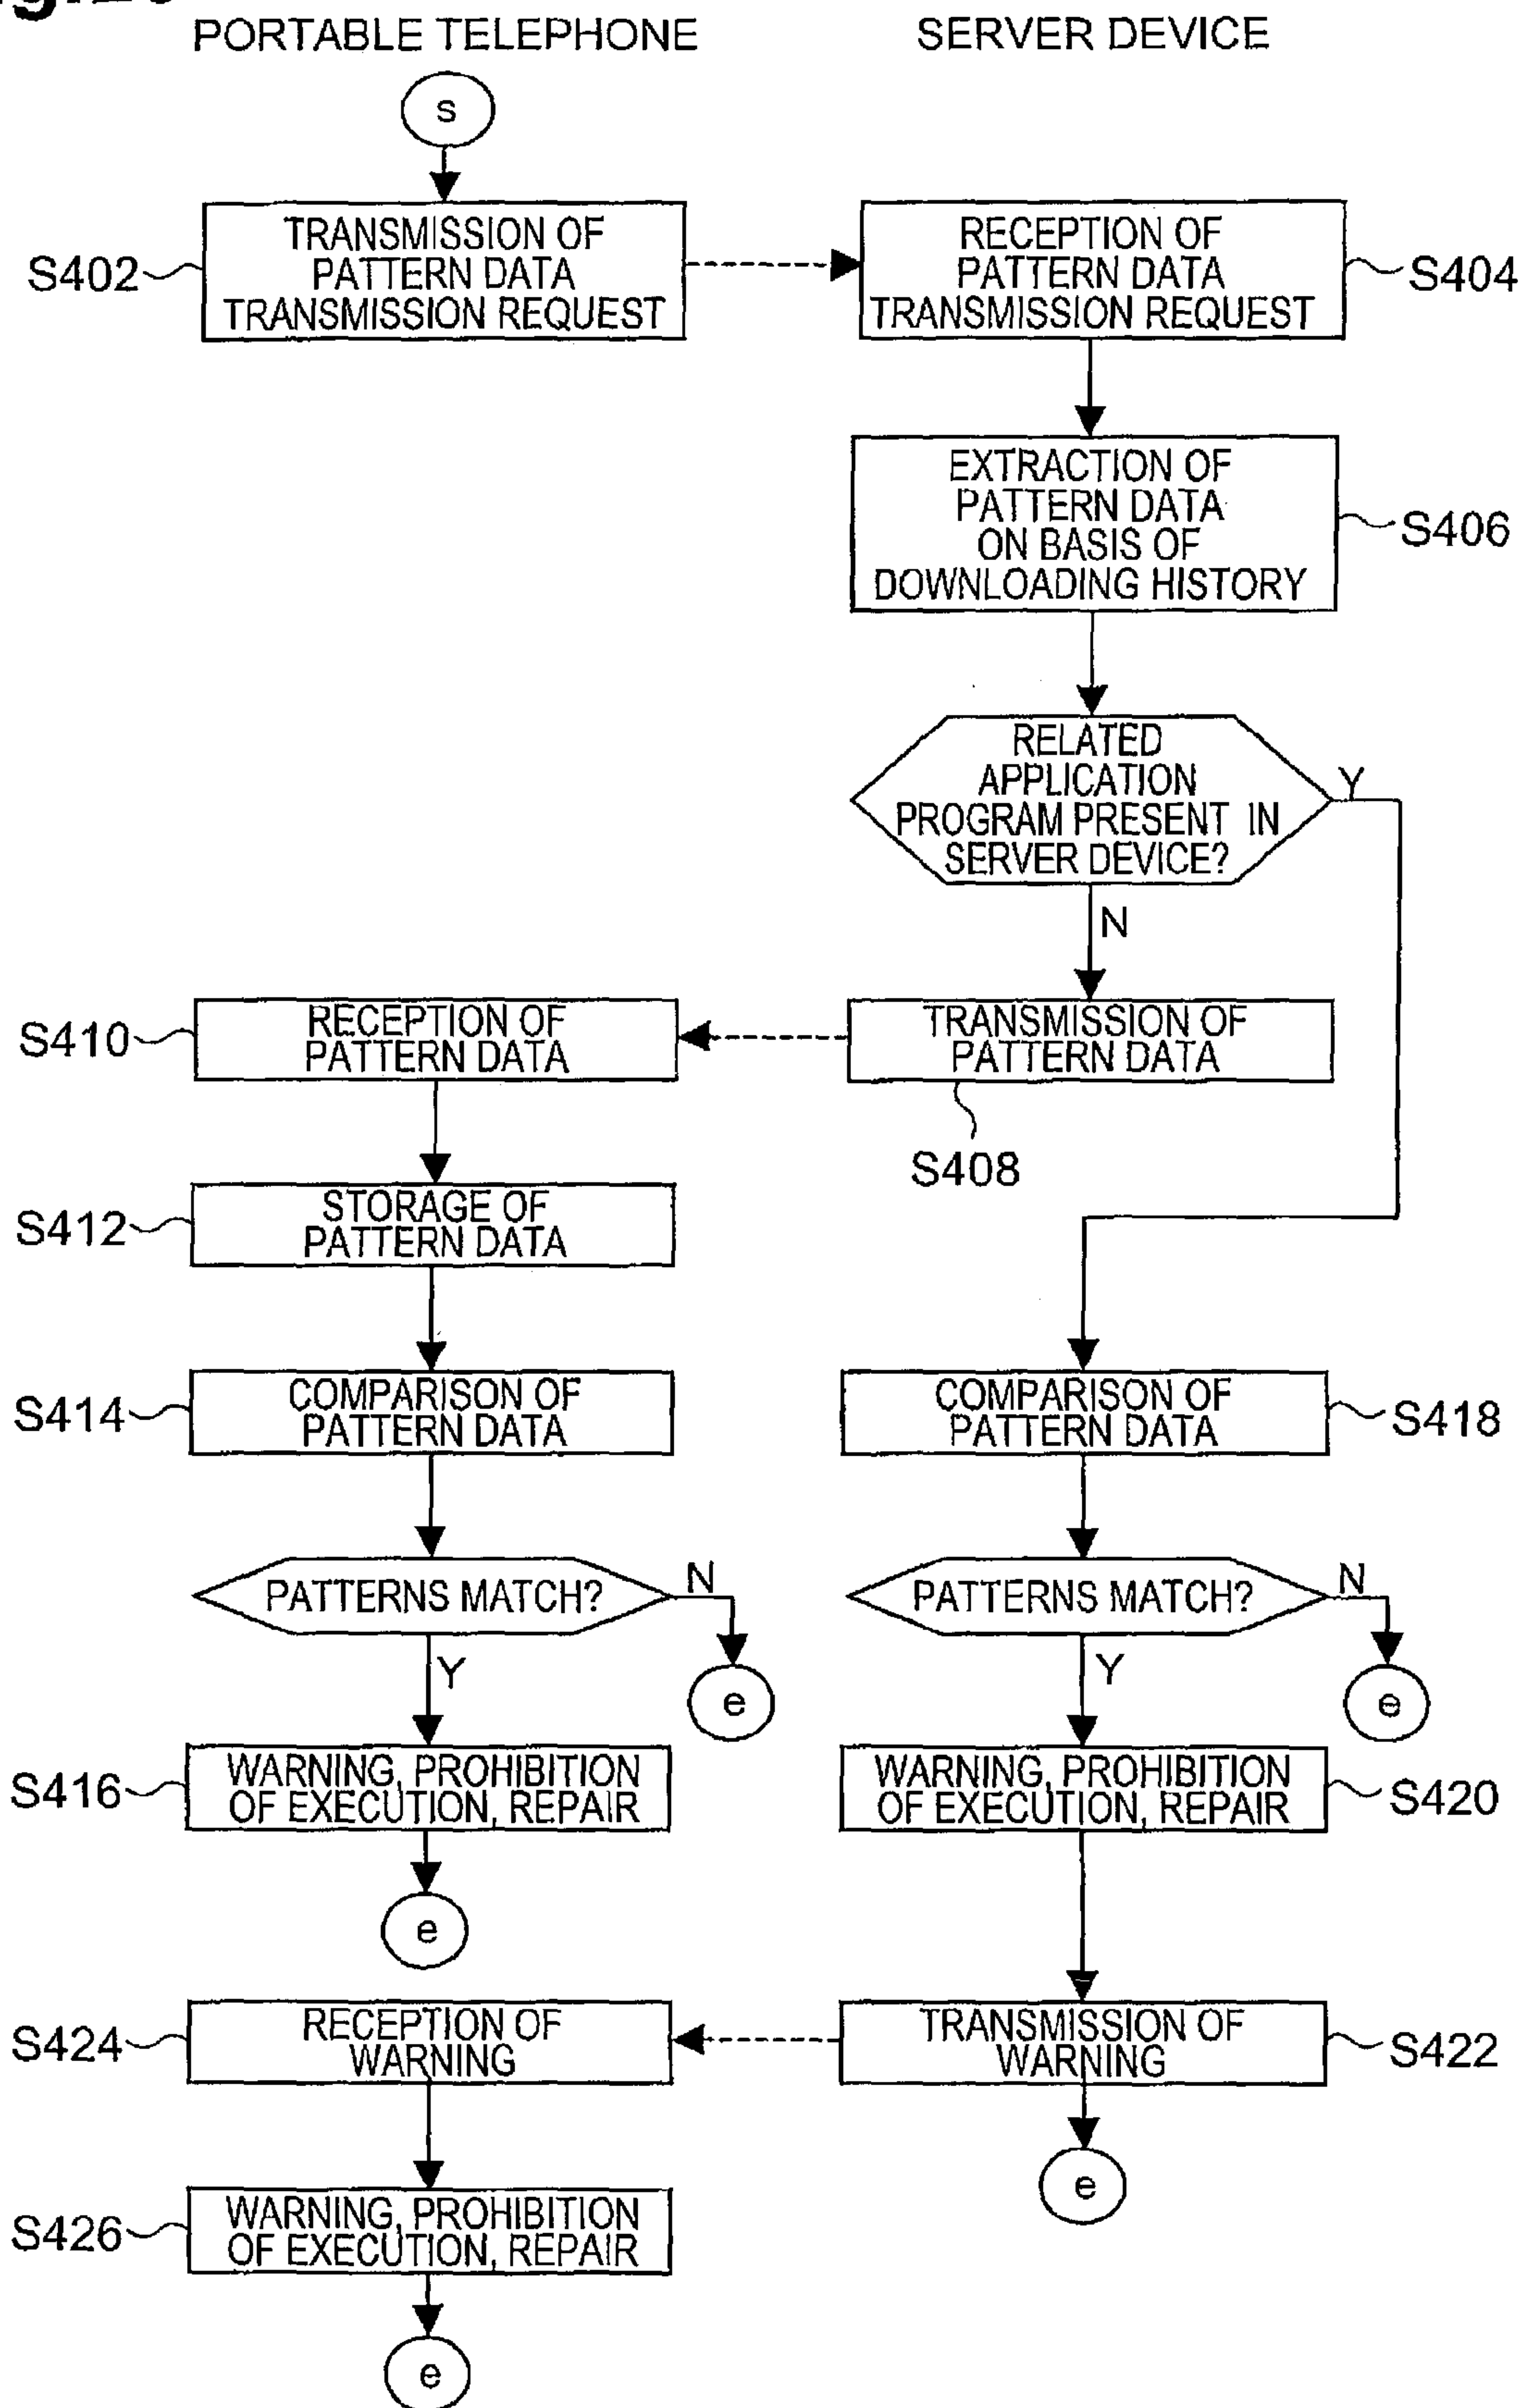 PORTABLE TELEPHONE
SERVER DEVICE
s
S402
TRANSMISSION OF
PATTERN DATA
TRANSMISSION REQUEST
RECEPTION OF
PATTERN DATA
TRANSMISSION REQUEST
S404
EXTRACTION OF
PATTERN DATA
ON BASIS OF
DOWNLOADING HISTORY
S406
RELATED
APPLICATION
PROGRAM PRESENT IN
SERVER DEVICE?
Y
N
S410
RECEPTION OF
PATTERN DATA
TRANSMISSION OF
PATTERN DATA
S408
S412
STORAGE OF
PATTERN DATA
S414
COMPARISON OF
PATTERN DATA
COMPARISON OF
PATTERN DATA
S418
PATTERNS MATCH?
N
Y
e
PATTERNS MATCH?
N
Y
e
S416
WARNING, PROHIBITION
OF EXECUTION, REPAIR
e
WARNING, PROHIBITION
OF EXECUTION, REPAIR
S420
S424
RECEPTION OF
WARNING
TRANSMISSION OF
WARNING
S422
e
S426
WARNING, PROHIBITION
OF EXECUTION, REPAIR
e